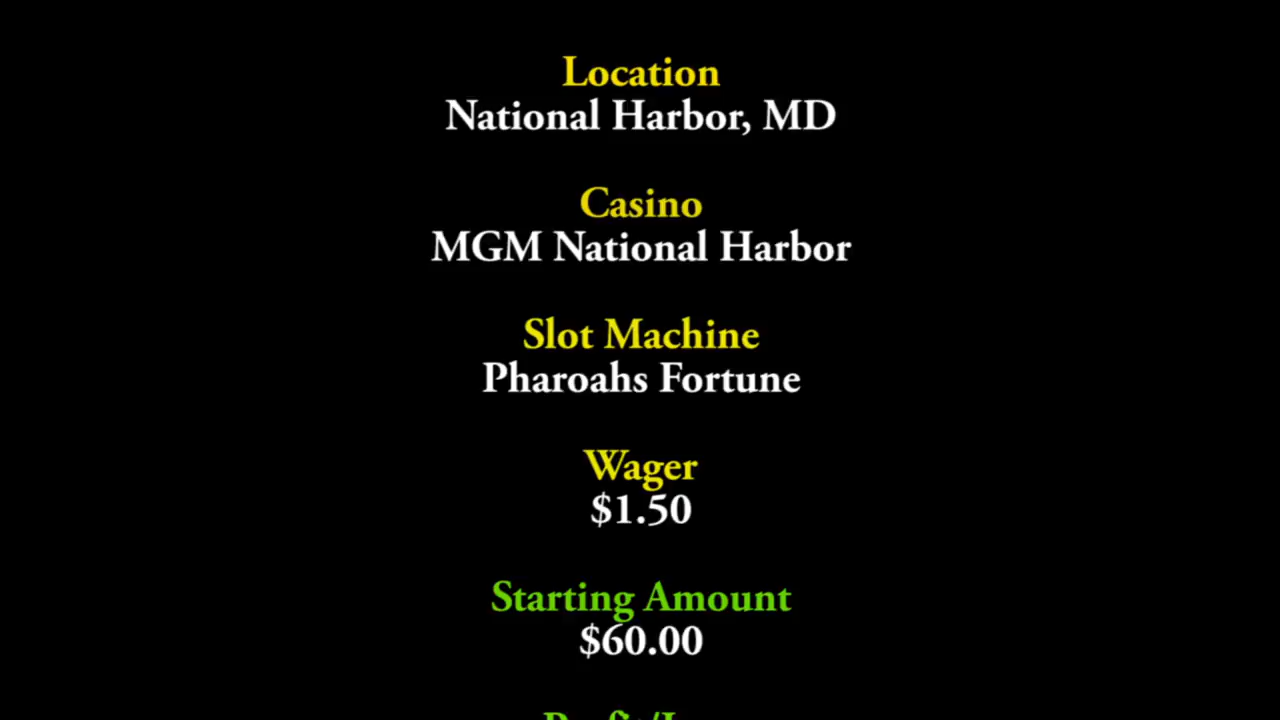 Location
National Harbor, MD
Casino
MGM National Harbor
Slot Machine
Pharoahs Fortune
Wager
$1.50
Starting Amount
$60.00